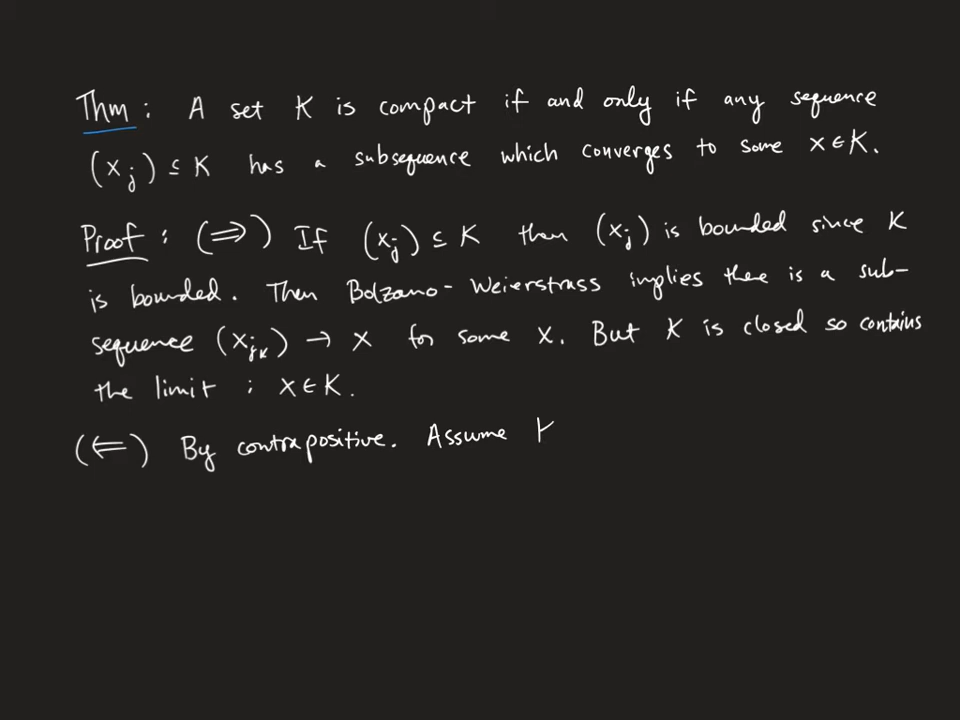 Thm : A set K is compact if and only if any sequence
(x_j) ⊆ K has a subsequence which converges to some x ∈ K.
Proof : (⇒) If (x_j) ⊆ K then (x_j) is bounded since K
is bounded. Then Bolzano-Weierstrass implies there is a sub-
sequence (x_{j_k}) → x for some x. But K is closed so contains
the limit : x ∈ K.
(⇐) By contrapositive. Assume